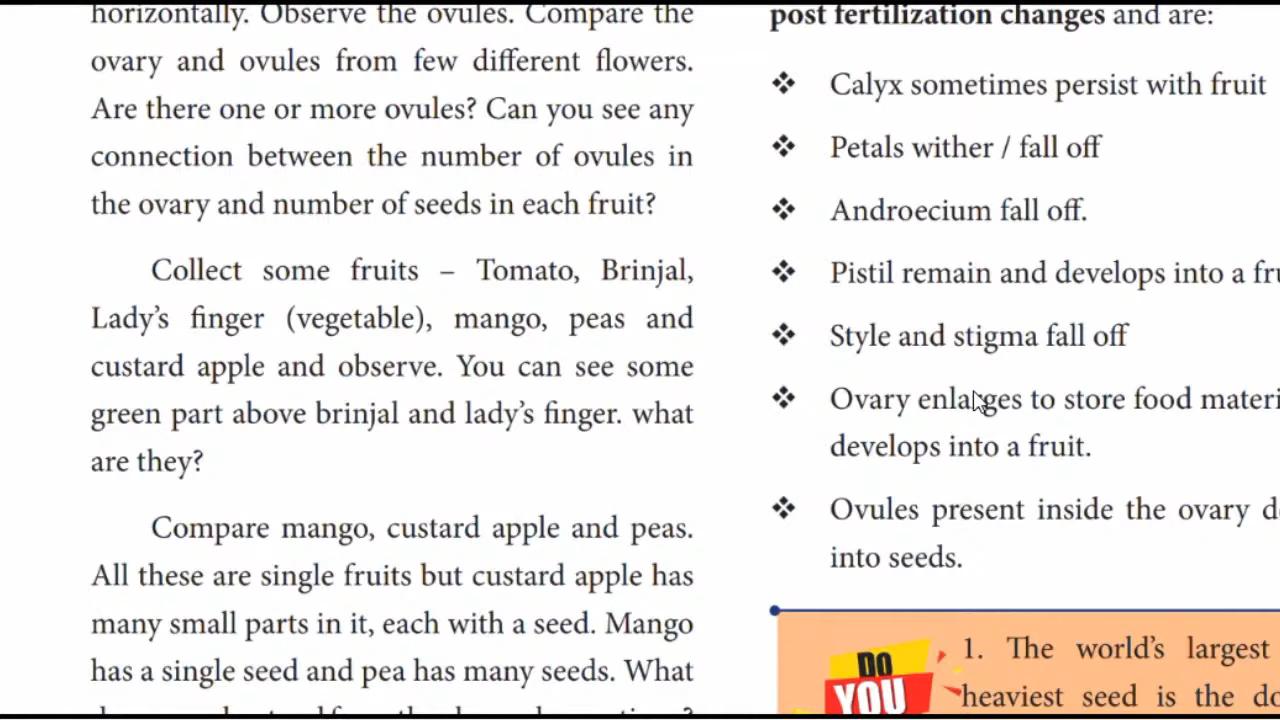 horizontally. Observe the ovules. Compare the
ovary and ovules from few different flowers.
Are there one or more ovules? Can you see any
connection between the number of ovules in
the ovary and number of seeds in each fruit?
Collect some fruits – Tomato, Brinjal,
Lady's finger (vegetable), mango, peas and
custard apple and observe. You can see some
green part above brinjal and lady's finger. what
are they?
Compare mango, custard apple and peas.
All these are single fruits but custard apple has
many small parts in it, each with a seed. Mango
has a single seed and pea has many seeds. What
post fertilization changes and are:
❖ Calyx sometimes persist with fruit
❖ Petals wither / fall off
❖ Androecium fall off.
❖ Pistil remain and develops into a
❖ Style and stigma fall off
❖ Ovary enlarges to store food
develops into a fruit.
❖ Ovules present inside the ovary
into seeds.
DO
YOU
1. The world's largest
heaviest seed is the